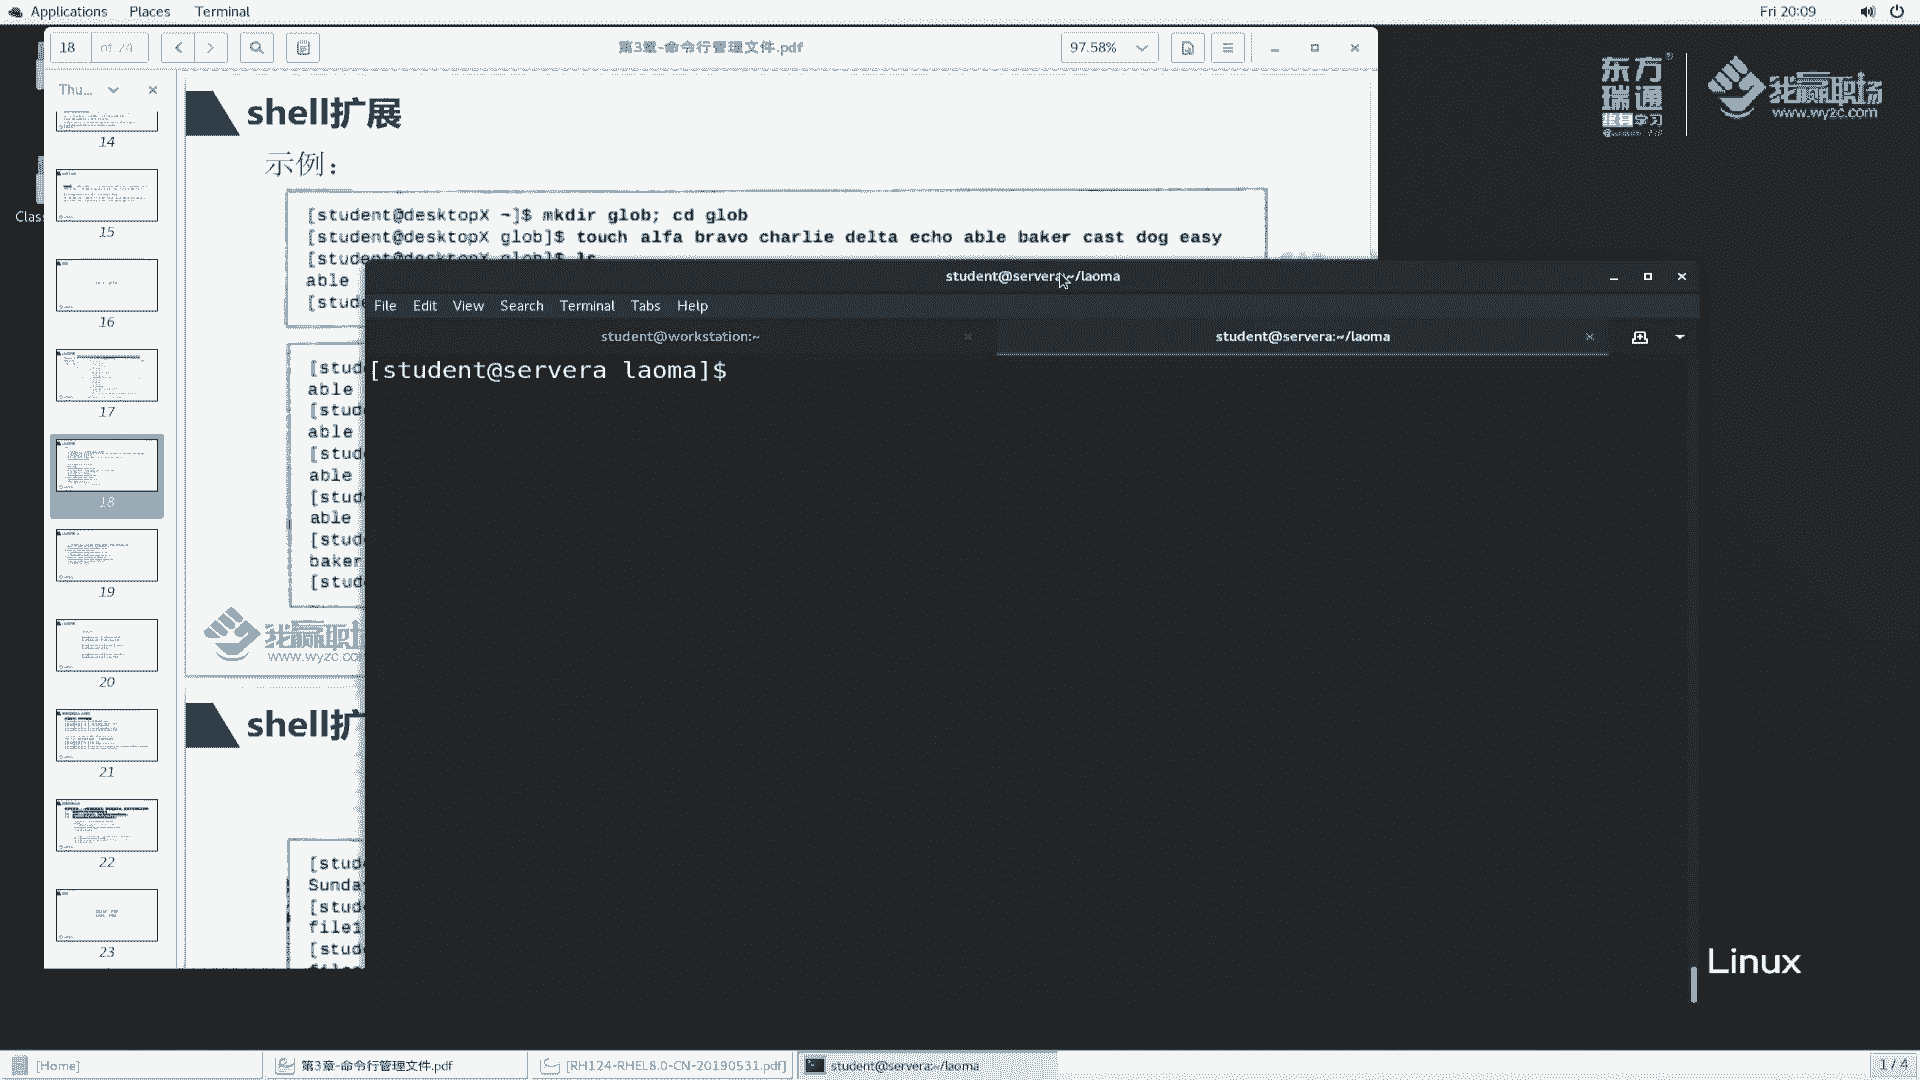 Applications Places Terminal
Fri 20:09
18 of 24
第3章-命令行管理文件.pdf
97.58%
Thu...
14
15
16
17
18
19
20
21
22
23
shell扩展
示例：
[student@desktopX ~]$ mkdir glob; cd glob
[student@desktopX glob]$ touch alfa bravo charlie delta echo able baker cast dog easy
[student@desktopX glob]$ ls
able
[stud
[stud
able
[stud
able
[stud
able
[stud
able
[stud
baker
[stud
我赢职场
www.wy2c.com
shell扩
[stud
Sunda
[stud
file1
[stud
Class
student@servera:~/laoma
File Edit View Search Terminal Tabs Help
student@workstation:~
student@servera:~/laoma
[student@servera laoma]$
东方
瑞通
终身学习
我赢职场
www.wy2c.com
Linux
[Home]
第3章-命令行管理文件.pdf
[RH124-RHEL8.0-CN-20190531.pdf]
student@servera:~/laoma
1 / 4